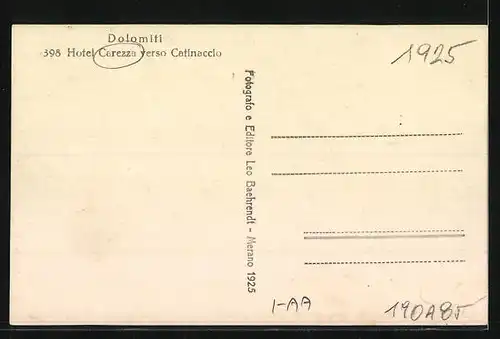 Dolomiti
398 Hotel Carezza verso Catinaccio
1925
Fotografo e Editore Leo Baehrendt - Merano 1925
I-AA
190A85